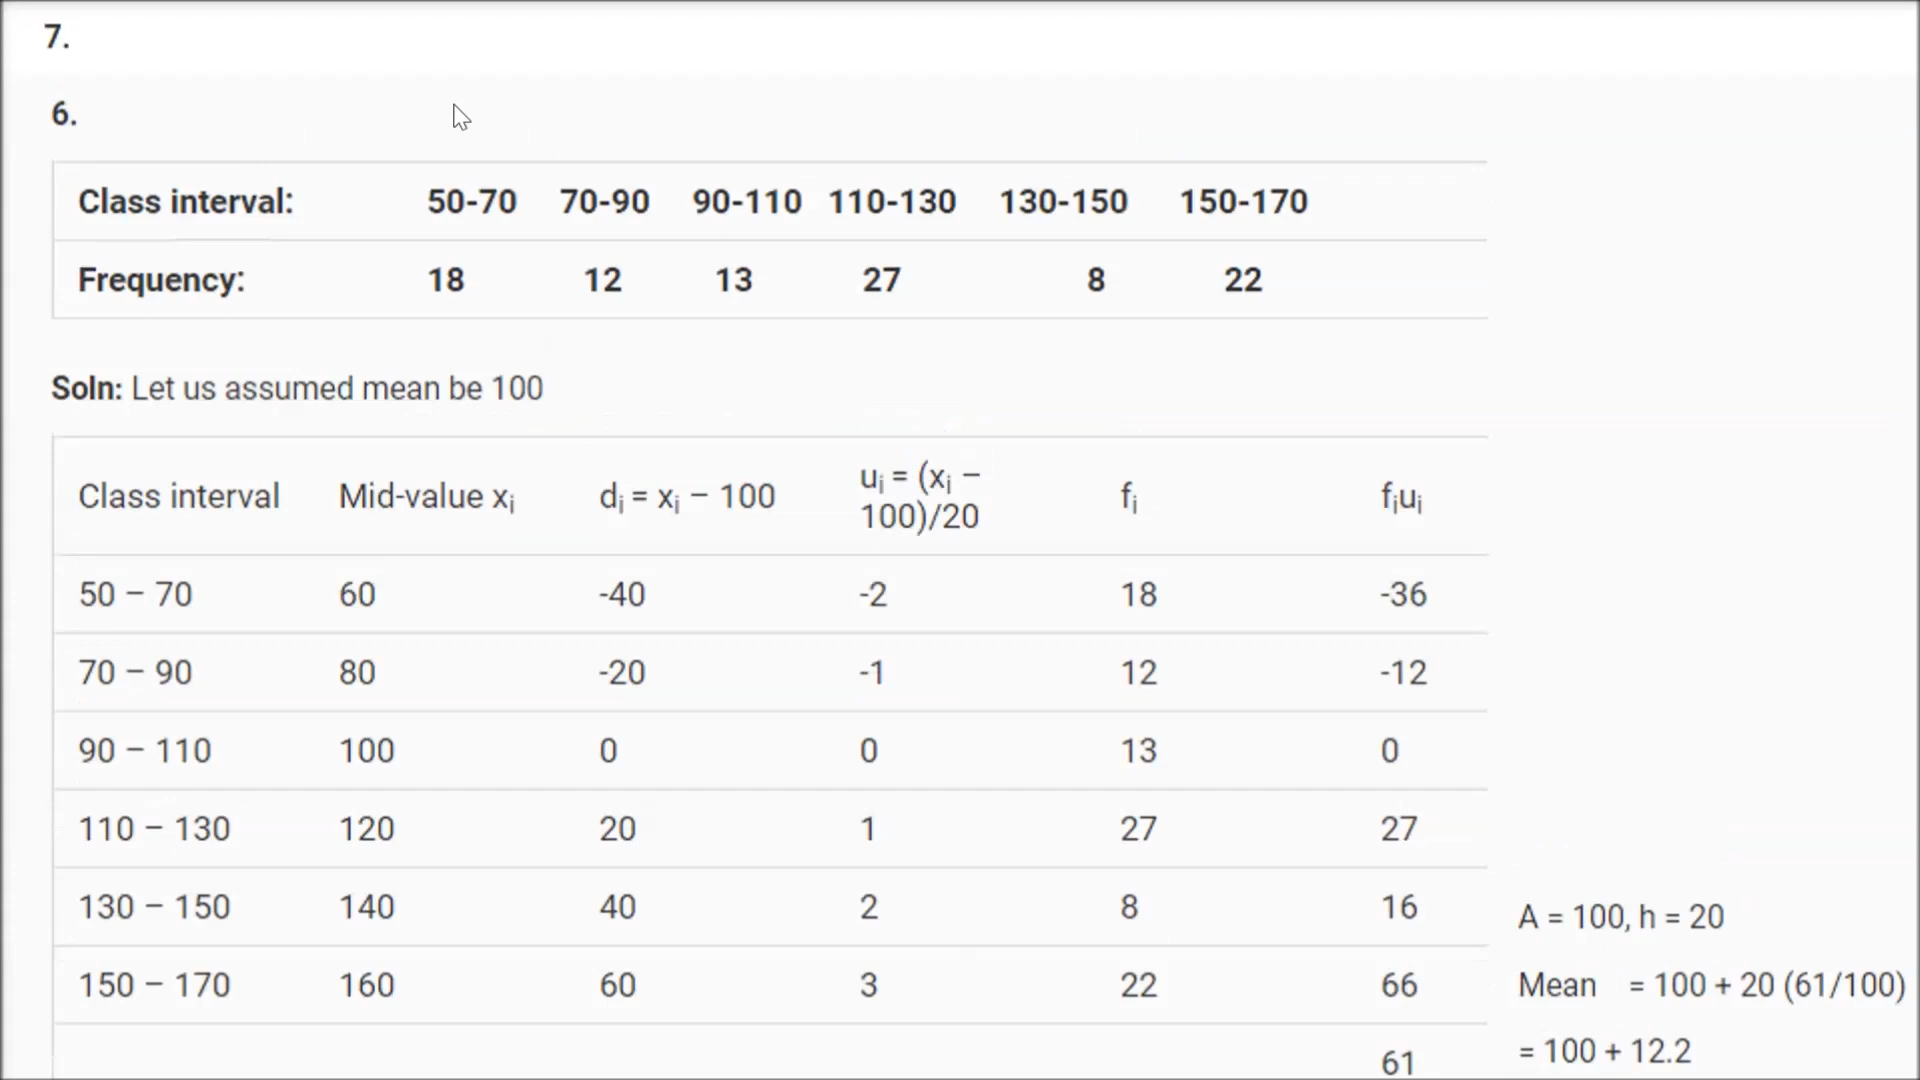 7.
6.
Class interval: 50-70 70-90 90-110 110-130 130-150 150-170
Frequency: 18 12 13 27 8 22
Soln: Let us assumed mean be 100
Class interval Mid-value xᵢ dᵢ = xᵢ – 100 uᵢ = (xᵢ – 100)/20 fᵢ fᵢuᵢ
50 – 70 60 -40 -2 18 -36
70 – 90 80 -20 -1 12 -12
90 – 110 100 0 0 13 0
110 – 130 120 20 1 27 27
130 – 150 140 40 2 8 16
150 – 170 160 60 3 22 66
61
A = 100, h = 20
Mean = 100 + 20 (61/100)
= 100 + 12.2